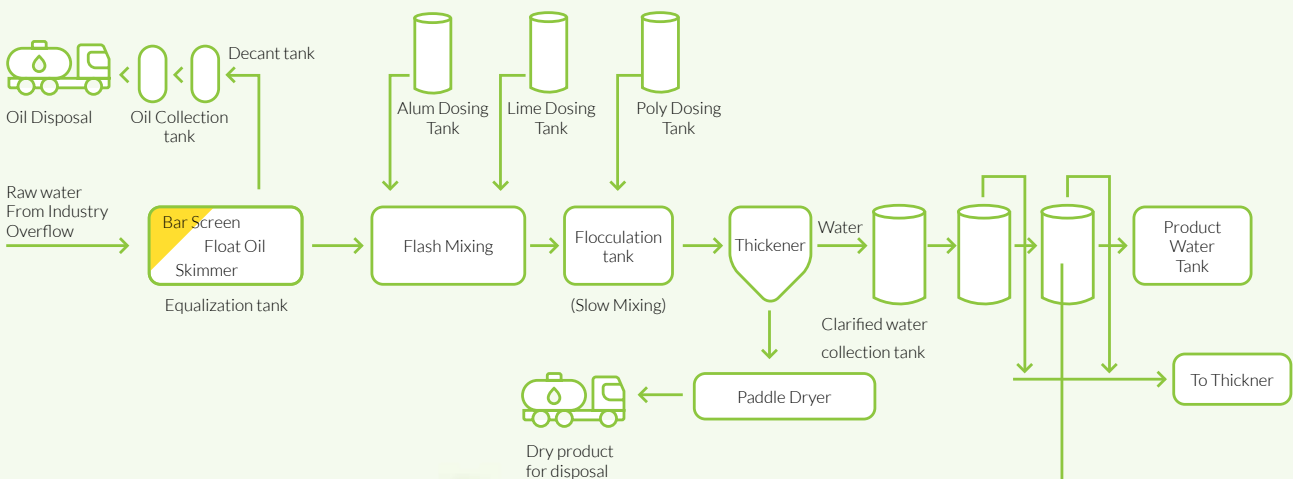 Decant tank
Oil Disposal
Oil Collection
tank
Alum Dosing
Tank
Lime Dosing
Tank
Poly Dosing
Tank
Raw water
From Industry
Overflow
Bar Screen
Float Oil
Skimmer
Equalization tank
Flash Mixing
Flocculation
tank
(Slow Mixing)
Thickener
Water
Clarified water
collection tank
Product
Water
Tank
To Thickner
Paddle Dryer
Dry product
for disposal